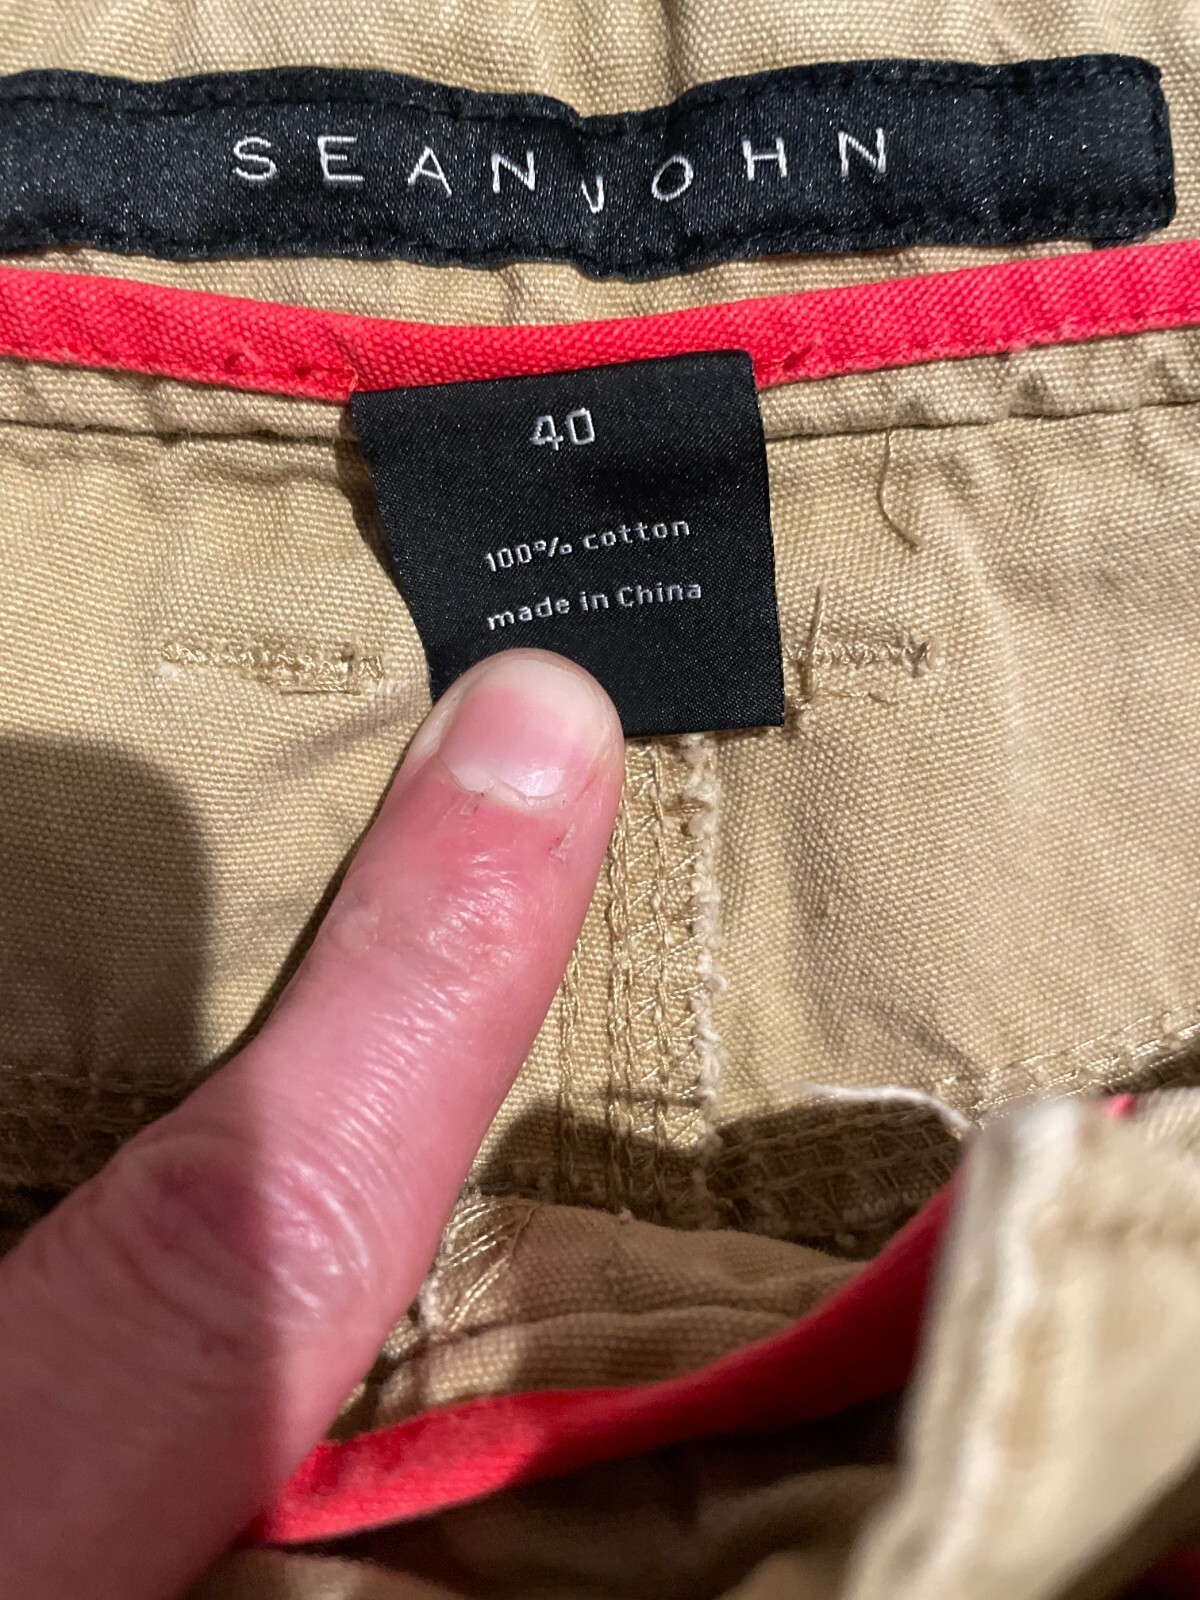 SEAN JOHN
40
100% cotton
made in China